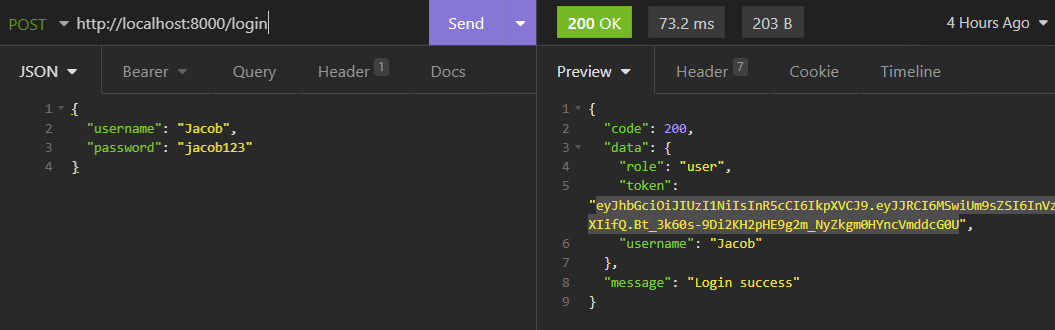 POST http://localhost:8000/login Send 200 OK 73.2 ms 203 B 4 Hours Ago
JSON Bearer Query Header 1 Docs Preview Header 7 Cookie Timeline
1 {
2 "username": "Jacob",
3 "password": "jacob123"
4 }
1 {
2 "code": 200,
3 "data": {
4 "role": "user",
5 "token":
"eyJhbGciOiJIUzI1NiIsInR5cCI6IkpXVCJ9.eyJJRCI6MSwiUm9sZSI6InVz
XIifQ.Bt_3k60s-9Di2KH2pHE9g2m_NyZkgm0HYncVmddcG0U",
6 "username": "Jacob"
7 },
8 "message": "Login success"
9 }